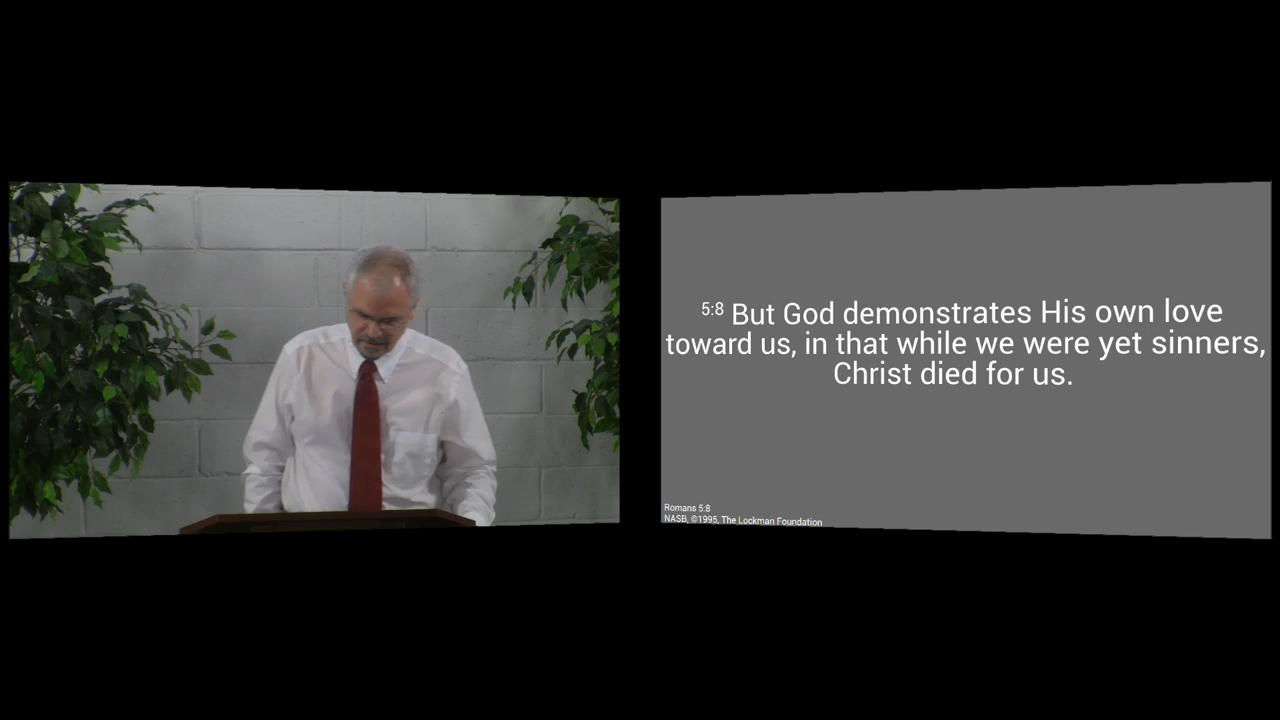 5:8 But God demonstrates His own love
toward us, in that while we were yet sinners,
Christ died for us.
Romans 5:8
NASB, ©1995, The Lockman Foundation